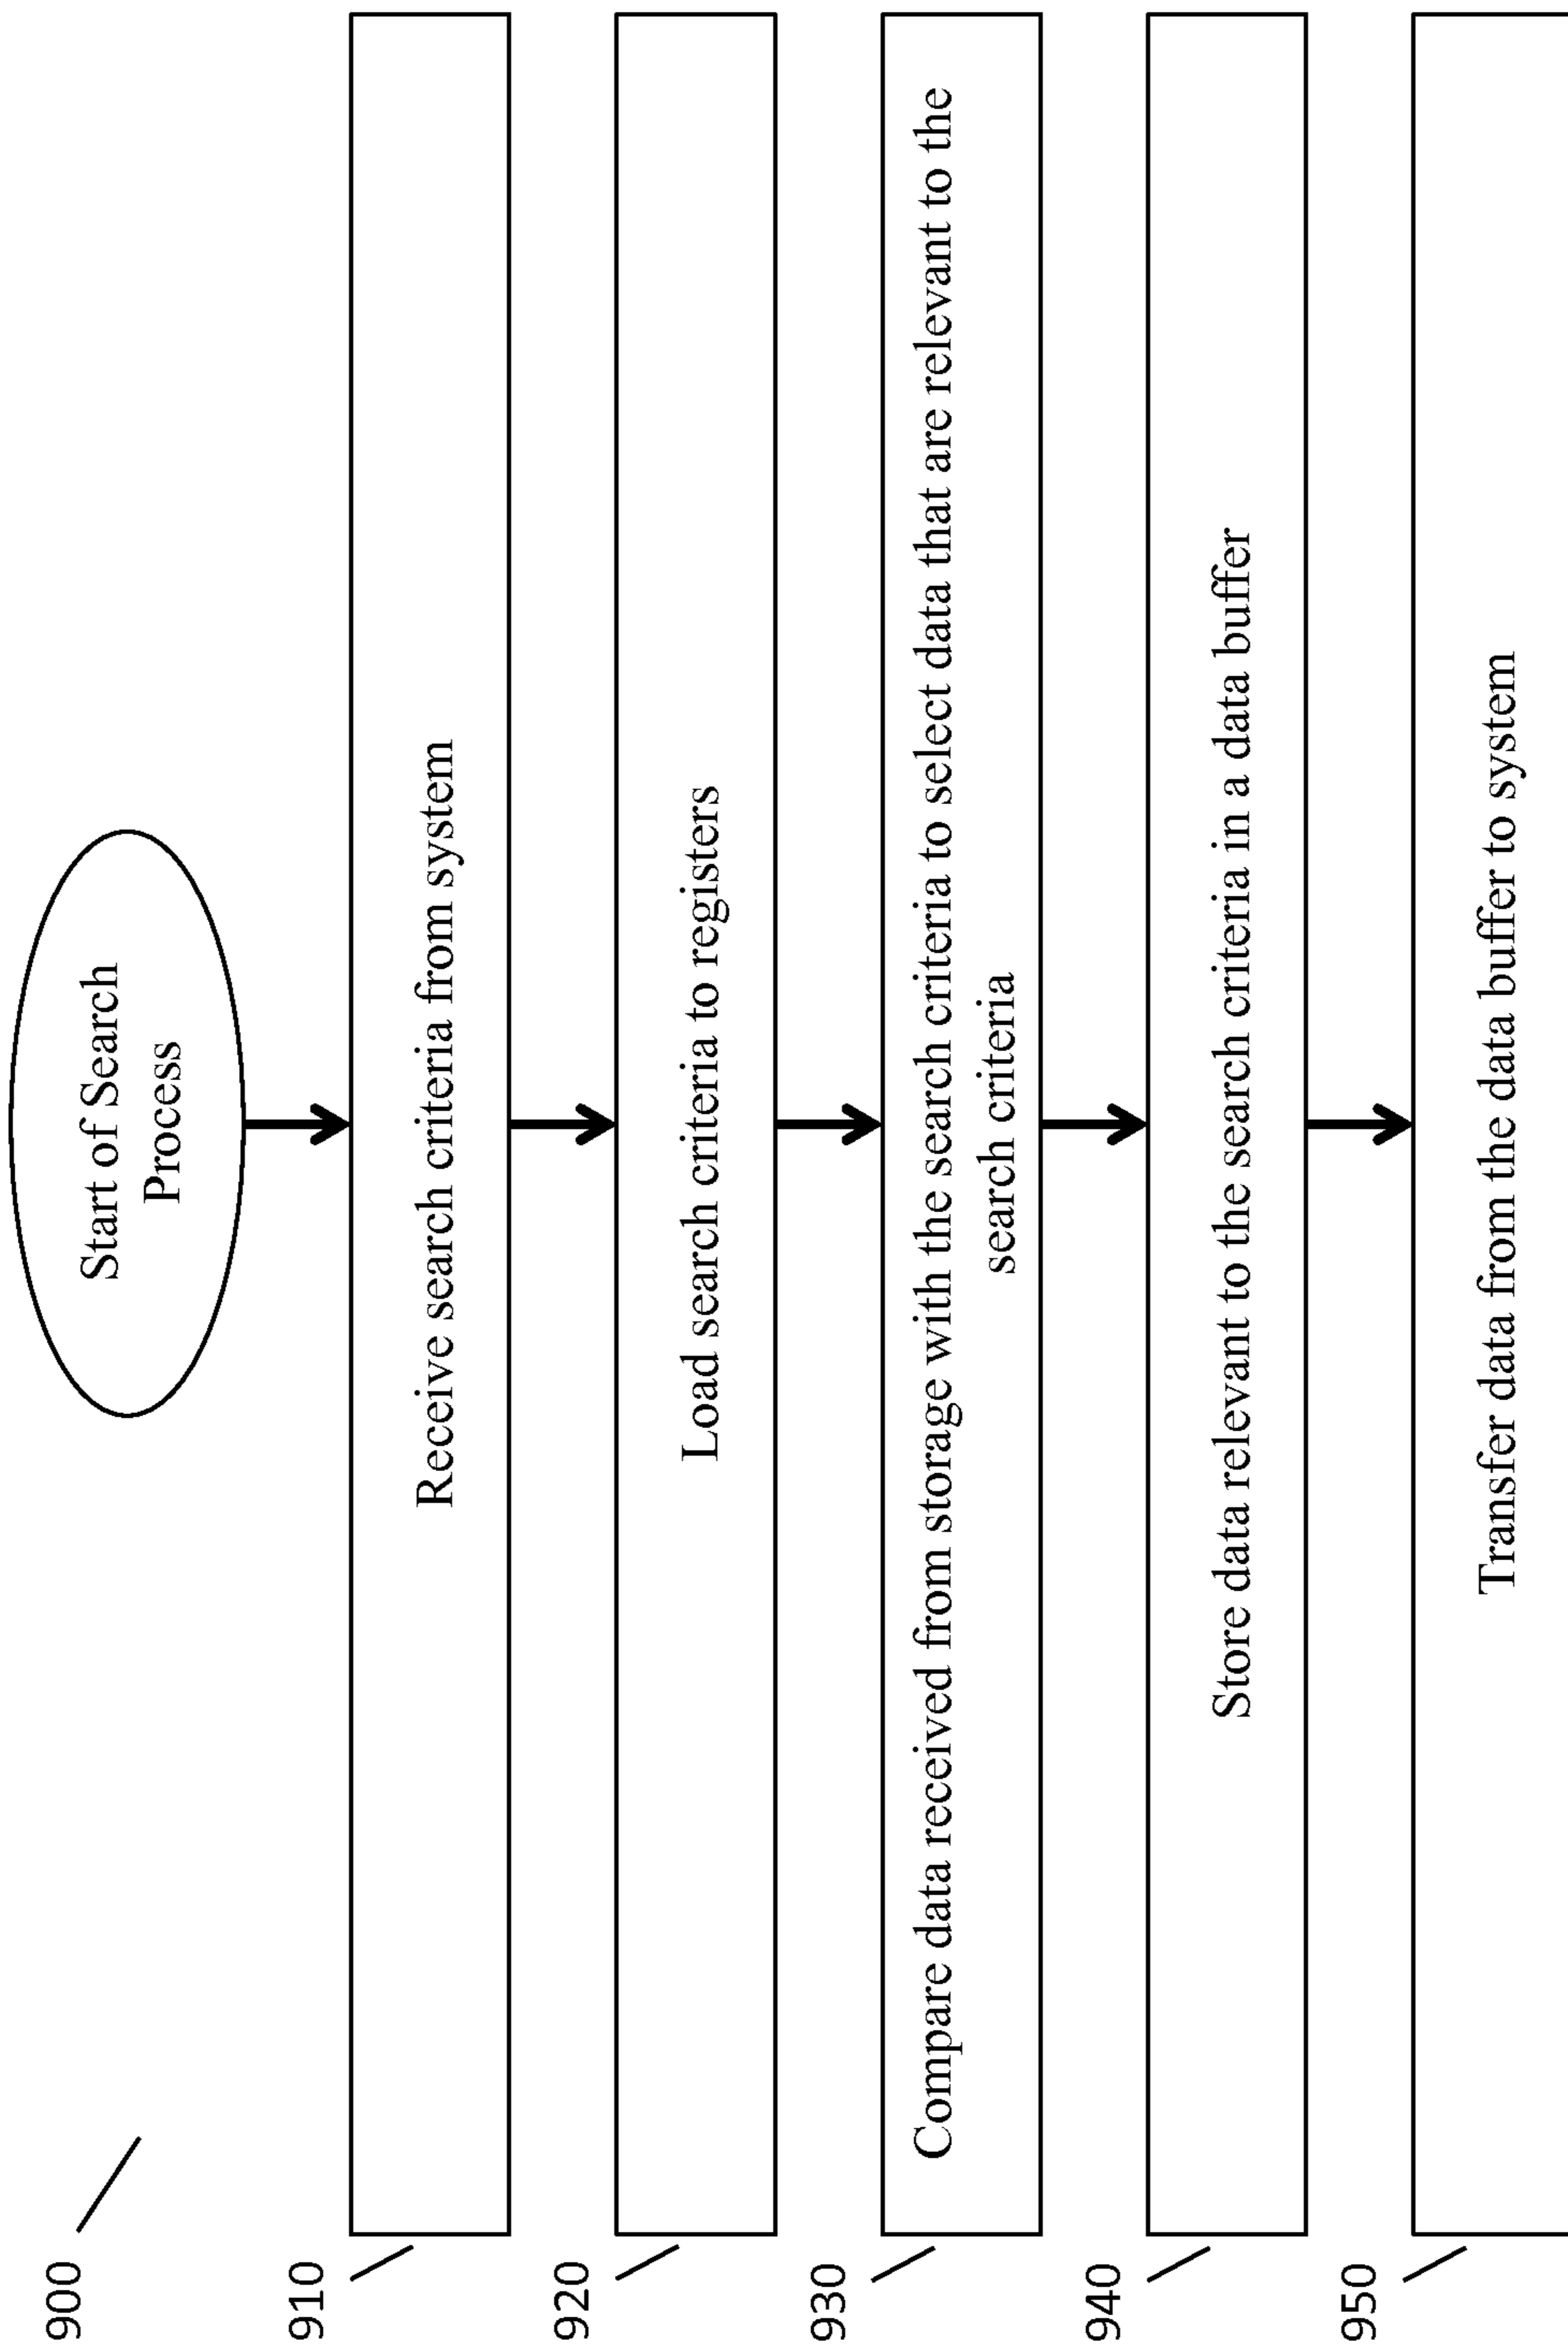 900
Start of Search
Process
910
Receive search criteria from system
920
Load search criteria to registers
930
Compare data received from storage with the search criteria to select data that are relevant to the
search criteria
940
Store data relevant to the search criteria in a data buffer
950
Transfer data from the data buffer to system